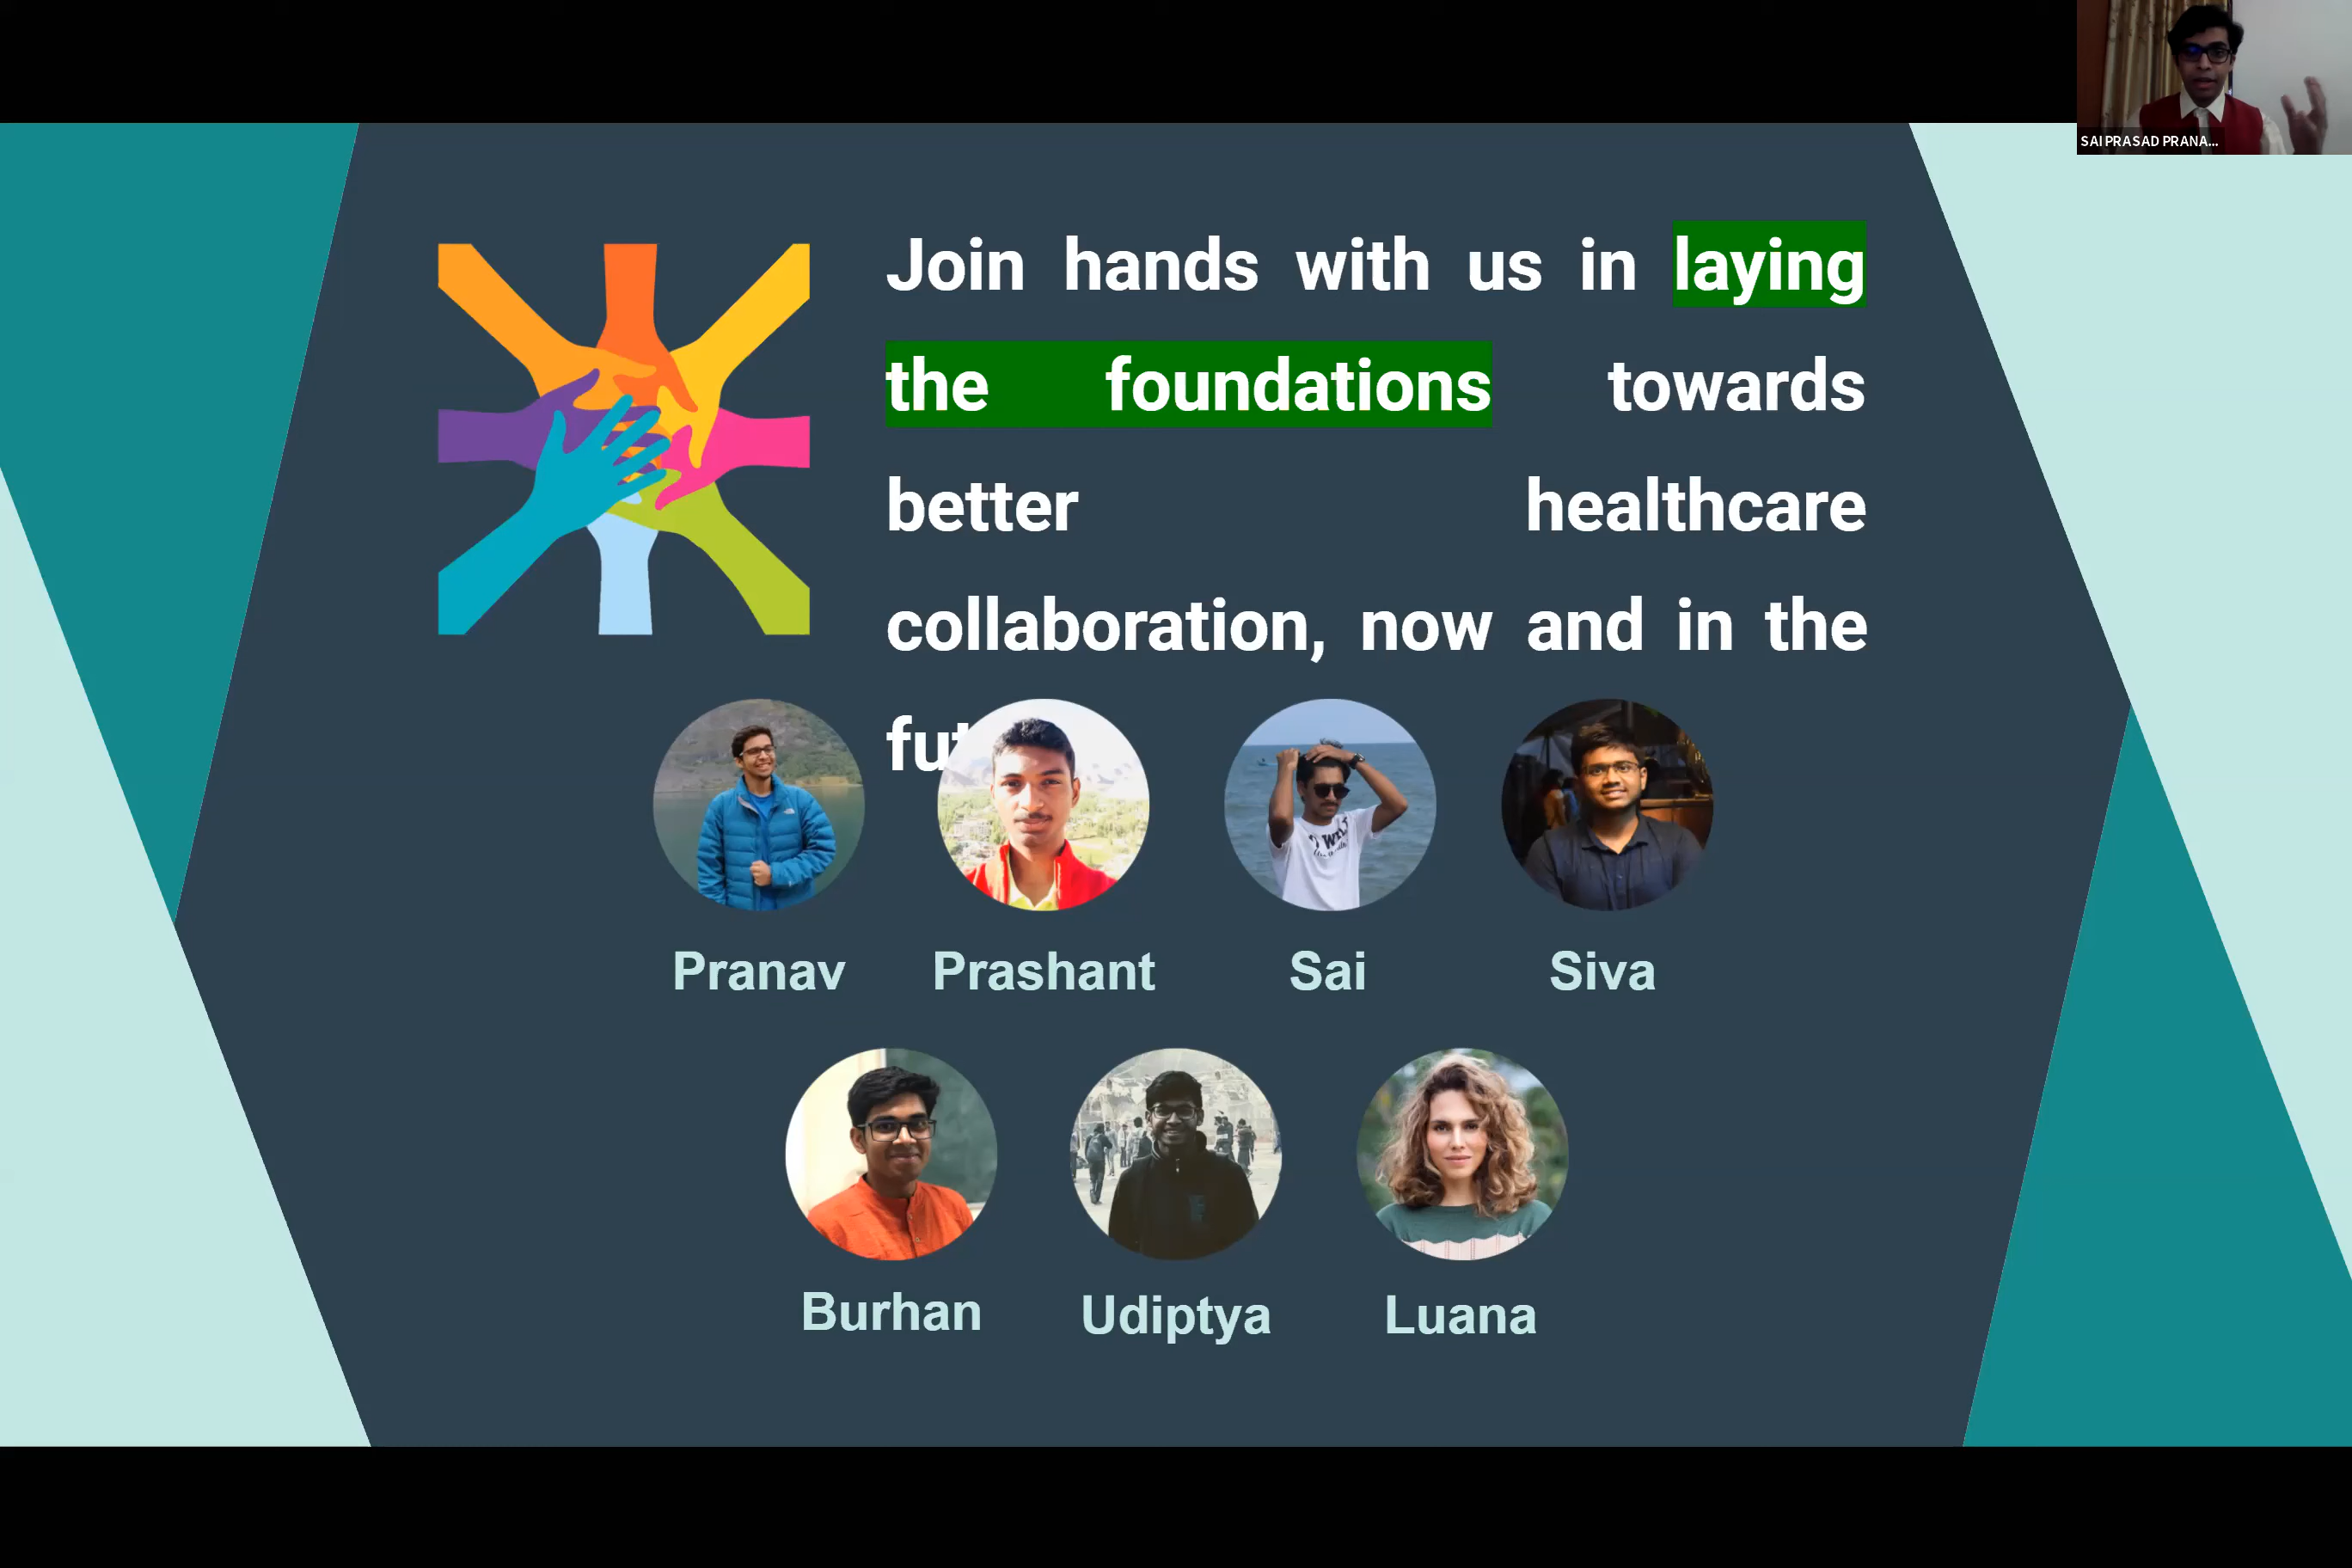 SAI PRASAD PRANA...
Join hands with us in laying
the foundations towards
better healthcare
collaboration, now and in the
Pranav Prashant Sai Siva
Burhan Udiptya Luana